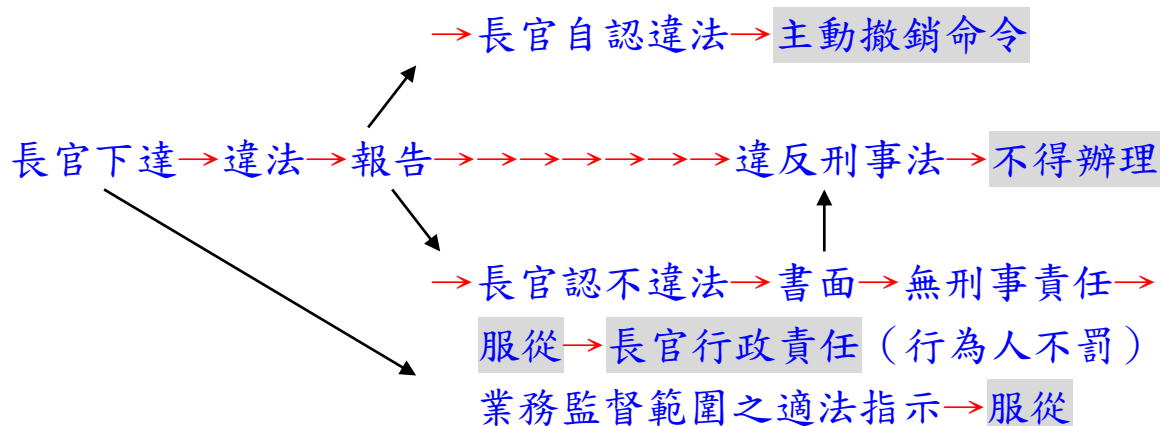 →長官自認違法→主動撤銷命令
長官下達→違法→報告→→→→→→→違反刑事法→不得辦理
→長官認不違法→書面→無刑事責任→
服從→長官行政責任（行為人不罰）
業務監督範圍之適法指示→服從